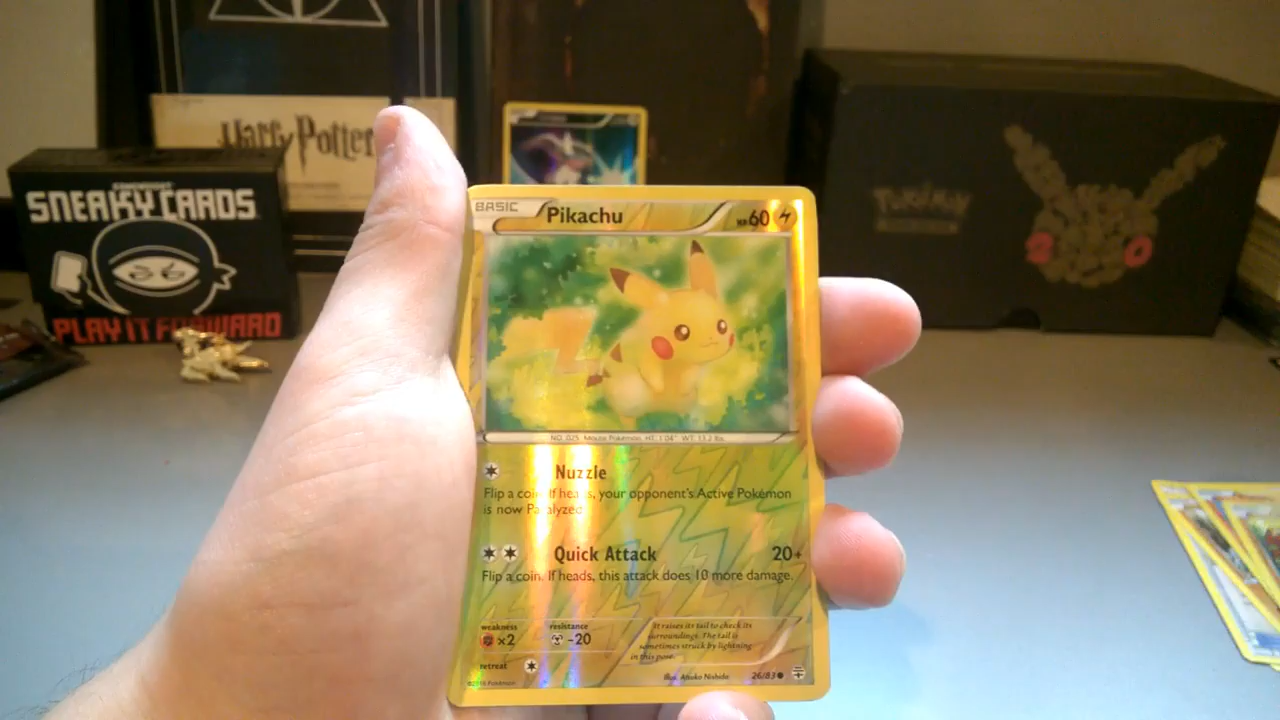 Harry Potter
SNEAKY CARDS
PLAY IT FORWARD
POKÉMON
20
BASIC Pikachu HP 60
NO. 025 Mouse Pokémon HT: 1'04" WT: 13.2 lbs.
Nuzzle
Flip a coin. If heads, your opponent's Active Pokémon
is now Paralyzed
Quick Attack 20+
Flip a coin. If heads, this attack does 10 more damage.
weakness resistance
×2 -20
It raises its tail to check its
surroundings. The tail is
sometimes struck by lightning
in this pose.
retreat
Illus. Atsuko Nishida 26/83